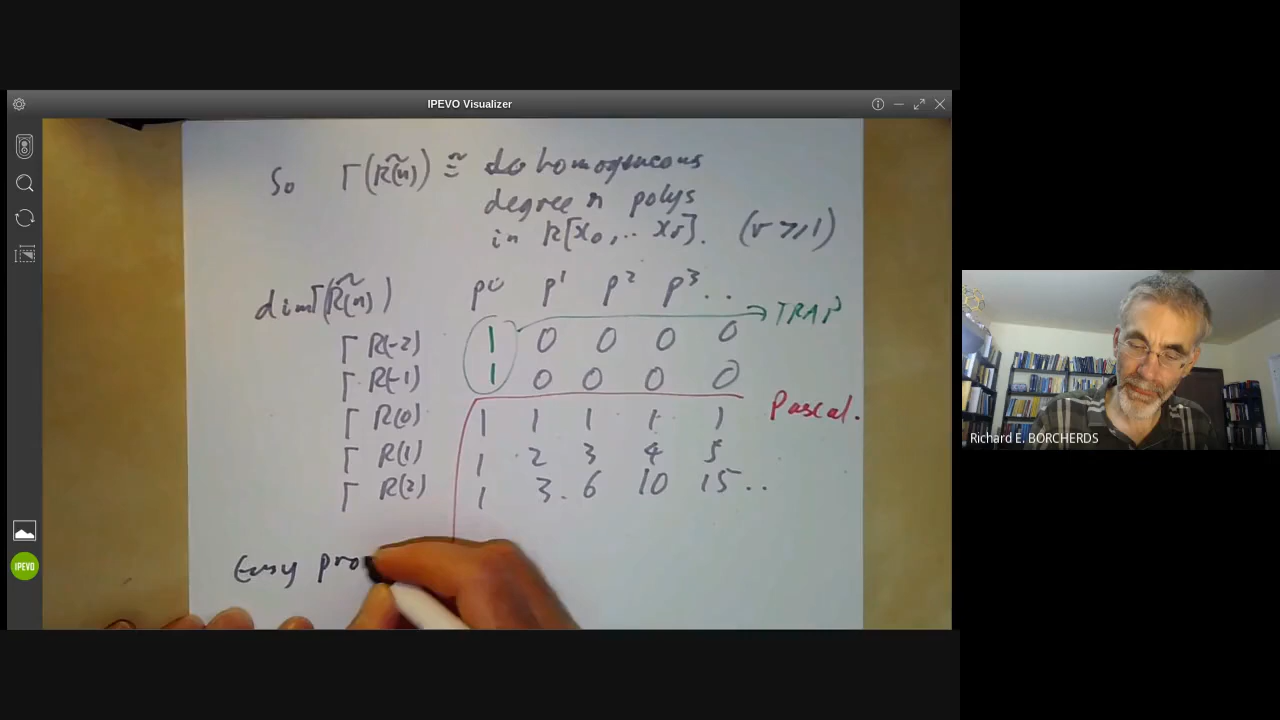 IPEVO Visualizer
So Γ(R̃(n)) ≅ homogeneous
degree n polys
in R[x₀,.. xᵣ]. (r ⩾ 1)
dim Γ(R̃(n)) P⁰ P¹ P² P³ . .
TRAP
Γ R(-2) 1 0 0 0 0
Γ R(-1) 1 0 0 0 0
Pascal.
Γ R(0) 1 1 1 1 1
Γ R(1) 1 2 3 4 5
Γ R(2) 1 3. 6 10 15 . .
Easy pro
IPEVO
Richard E. BORCHERDS